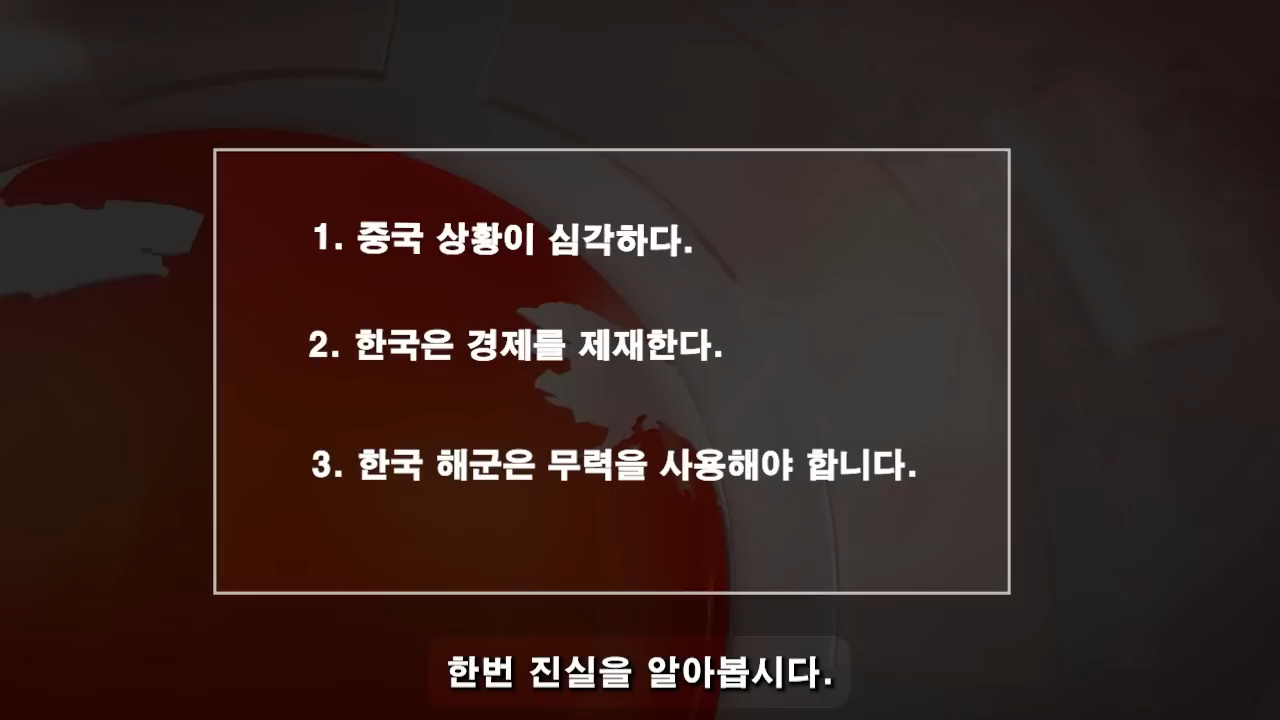 1. 중국 상황이 심각하다.
2. 한국은 경제를 제재한다.
3. 한국 해군은 무력을 사용해야 합니다.
한번 진실을 알아봅시다.